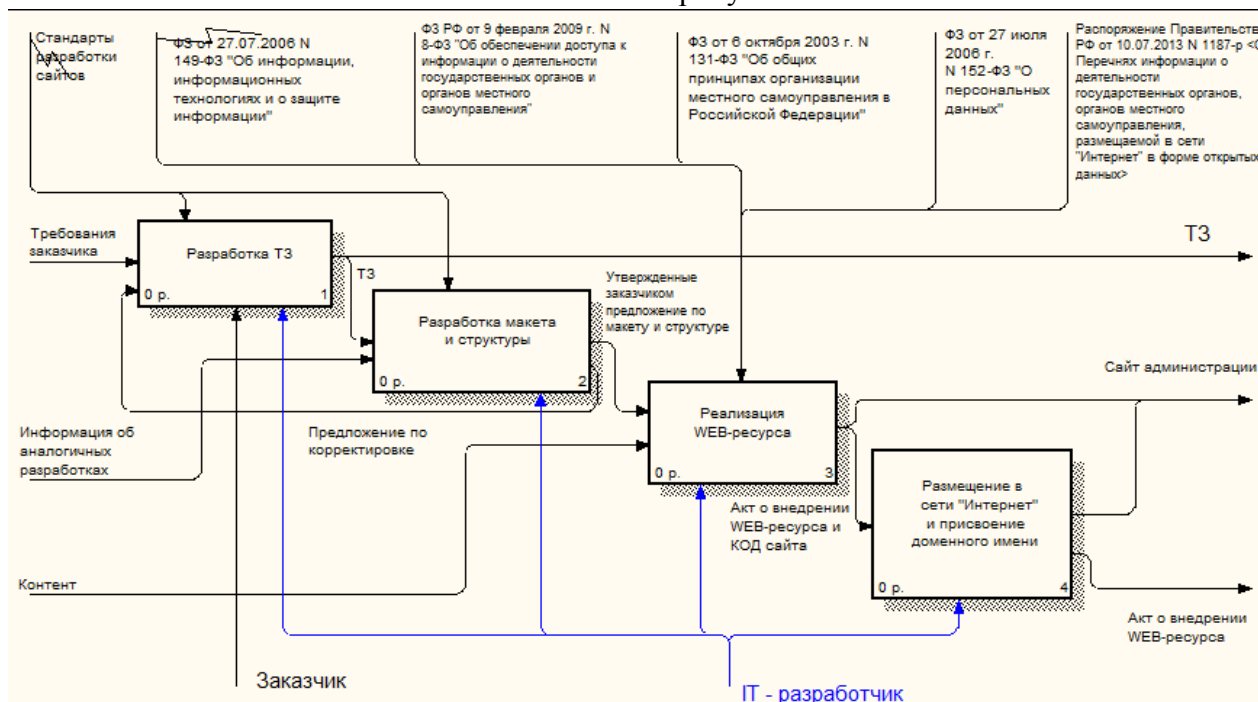 Стандарты
разработки
сайтов
ФЗ от 27.07.2006 N
149-ФЗ "Об информации,
информационных
технологиях и о защите
информации"
ФЗ РФ от 9 февраля 2009 г. N
8-ФЗ "Об обеспечении доступа к
информации о деятельности
государственных органов и
органов местного
самоуправления"
ФЗ от 6 октября 2003 г. N
131-ФЗ "Об общих
принципах организации
местного самоуправления в
Российской Федерации"
ФЗ от 27 июля
2006 г.
N 152-ФЗ "О
персональных
данных"
Распоряжение Правительств
РФ от 10.07.2013 N 1187-р <О
Перечнях информации о
деятельности
государственных органов,
органов местного
самоуправления,
размещаемой в сети
"Интернет" в форме открытых
данных>
Требования
заказчика
Разработка ТЗ
0 р.
1
ТЗ
ТЗ
Разработка макета
и структуры
0 р.
2
Утвержденные
заказчиком
предложение по
макету и структуре
Сайт администрации
Реализация
WEB-ресурса
0 р.
3
Информация об
аналогичных
разработках
Предложение по
корректировке
Размещение в
сети "Интернет"
и присвоение
доменного имени
0 р.
4
Акт о внедрении
WEB-ресурса и
КОД сайта
Контент
Акт о внедрении
WEB-ресурса
Заказчик
IT - разработчик